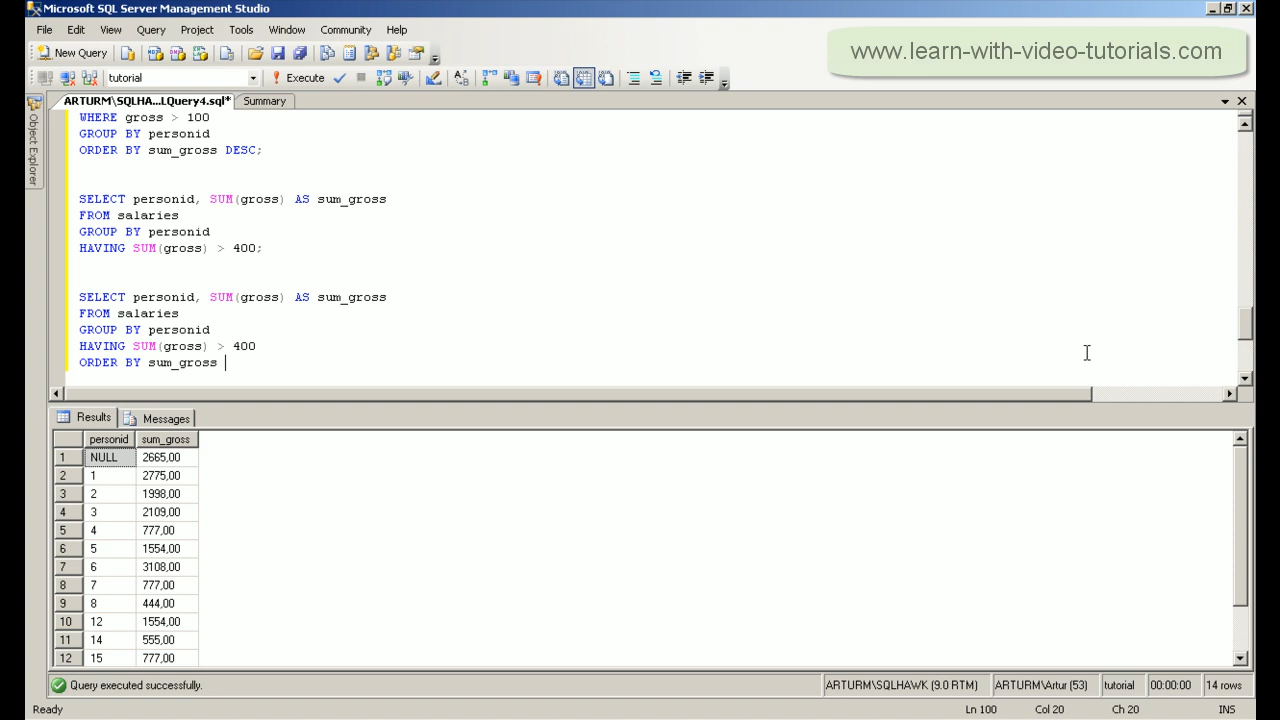 Microsoft SQL Server Management Studio
File Edit View Query Project Tools Window Community Help
New Query
www.learn-with-video-tutorials.com
tutorial
Execute
ARTURM\SQLHA...LQuery4.sql*
Summary
Object Explorer
WHERE gross > 100
GROUP BY personid
ORDER BY sum_gross DESC;
SELECT personid, SUM(gross) AS sum_gross
FROM salaries
GROUP BY personid
HAVING SUM(gross) > 400;
SELECT personid, SUM(gross) AS sum_gross
FROM salaries
GROUP BY personid
HAVING SUM(gross) > 400
ORDER BY sum_gross
Results
Messages
personid sum_gross
1 NULL 2665,00
2 1 2775,00
3 2 1998,00
4 3 2109,00
5 4 777,00
6 5 1554,00
7 6 3108,00
8 7 777,00
9 8 444,00
10 12 1554,00
11 14 555,00
12 15 777,00
Query executed successfully.
ARTURM\SQLHAWK (9.0 RTM)
ARTURM\Artur (53)
tutorial
00:00:00
14 rows
Ready
Ln 100
Col 20
Ch 20
INS